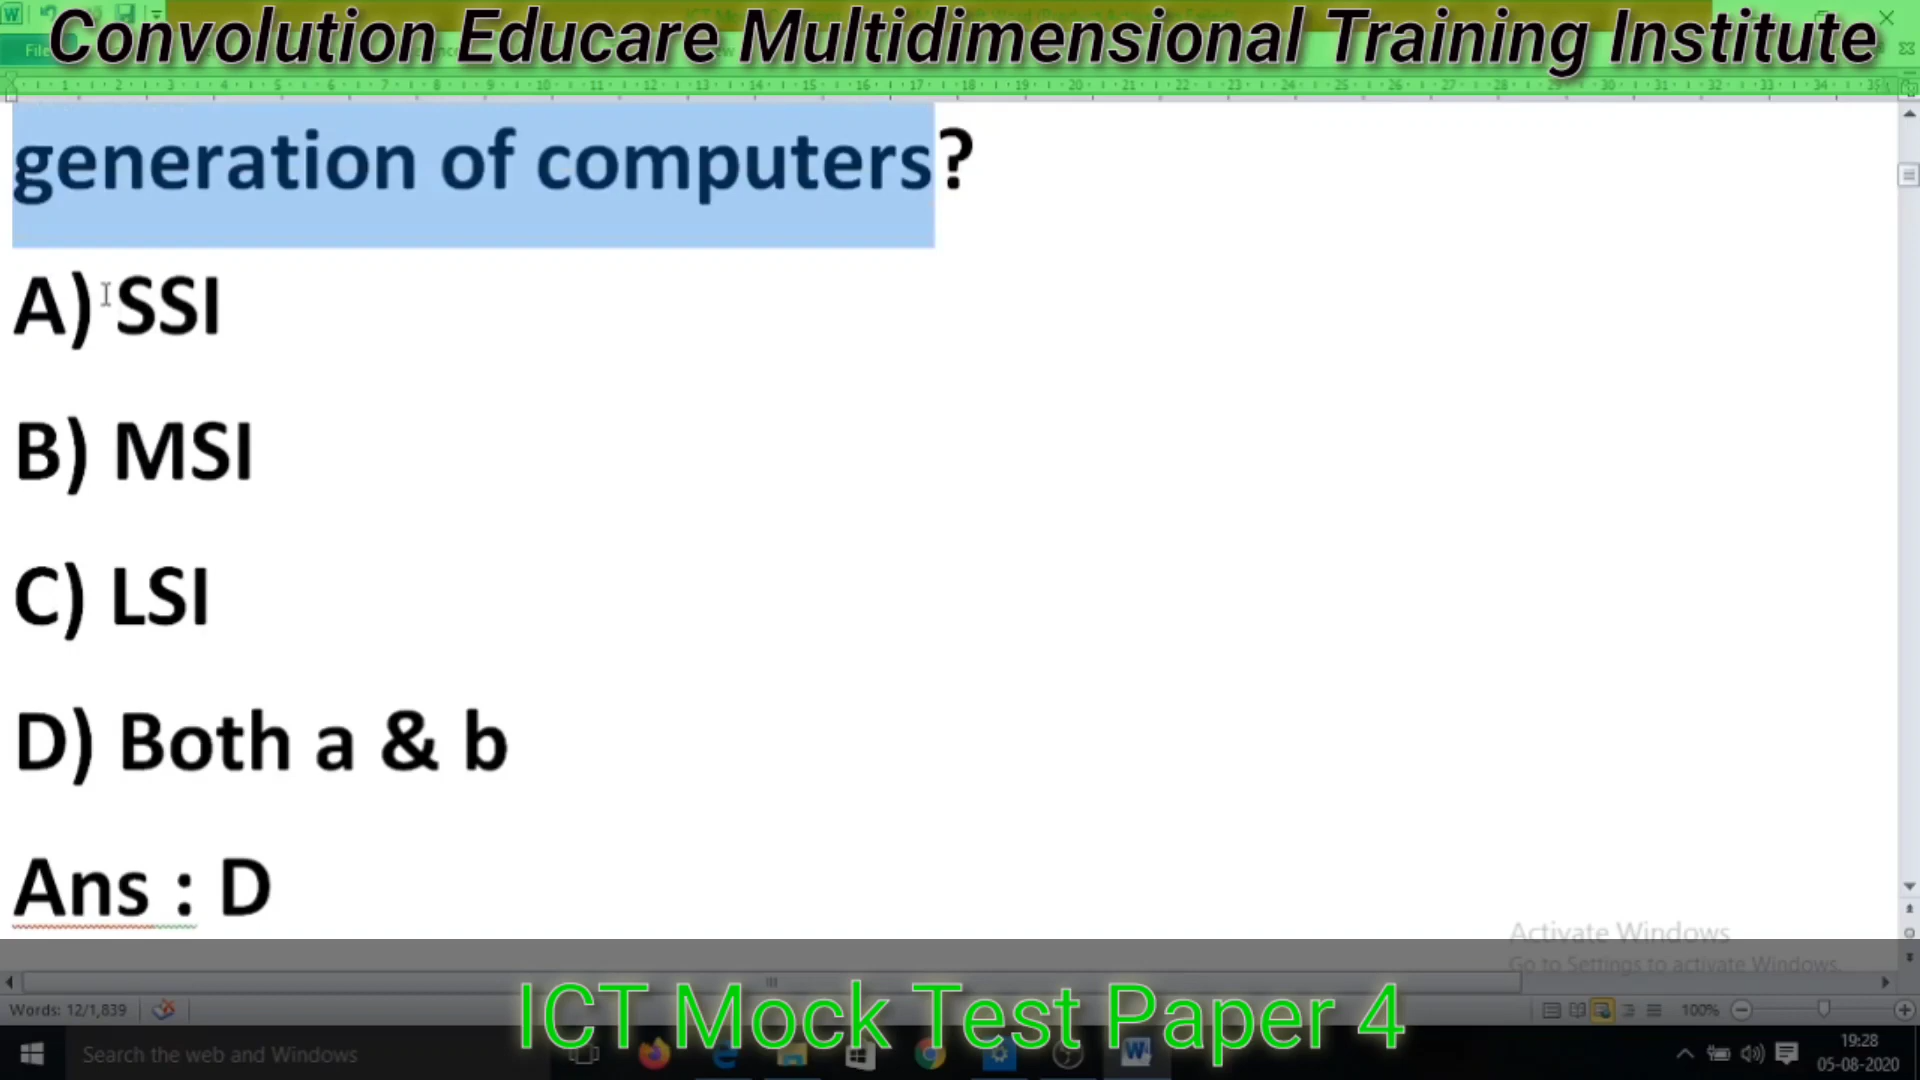 Convolution Educare Multidimensional Training Institute
File
generation of computers?
A) SSI
B) MSI
C) LSI
D) Both a & b
Ans : D
Activate Windows
Go to Settings to activate Windows.
Words: 12/1,839
100%
ICT Mock Test Paper 4
Search the web and Windows
19:28
05-08-2020